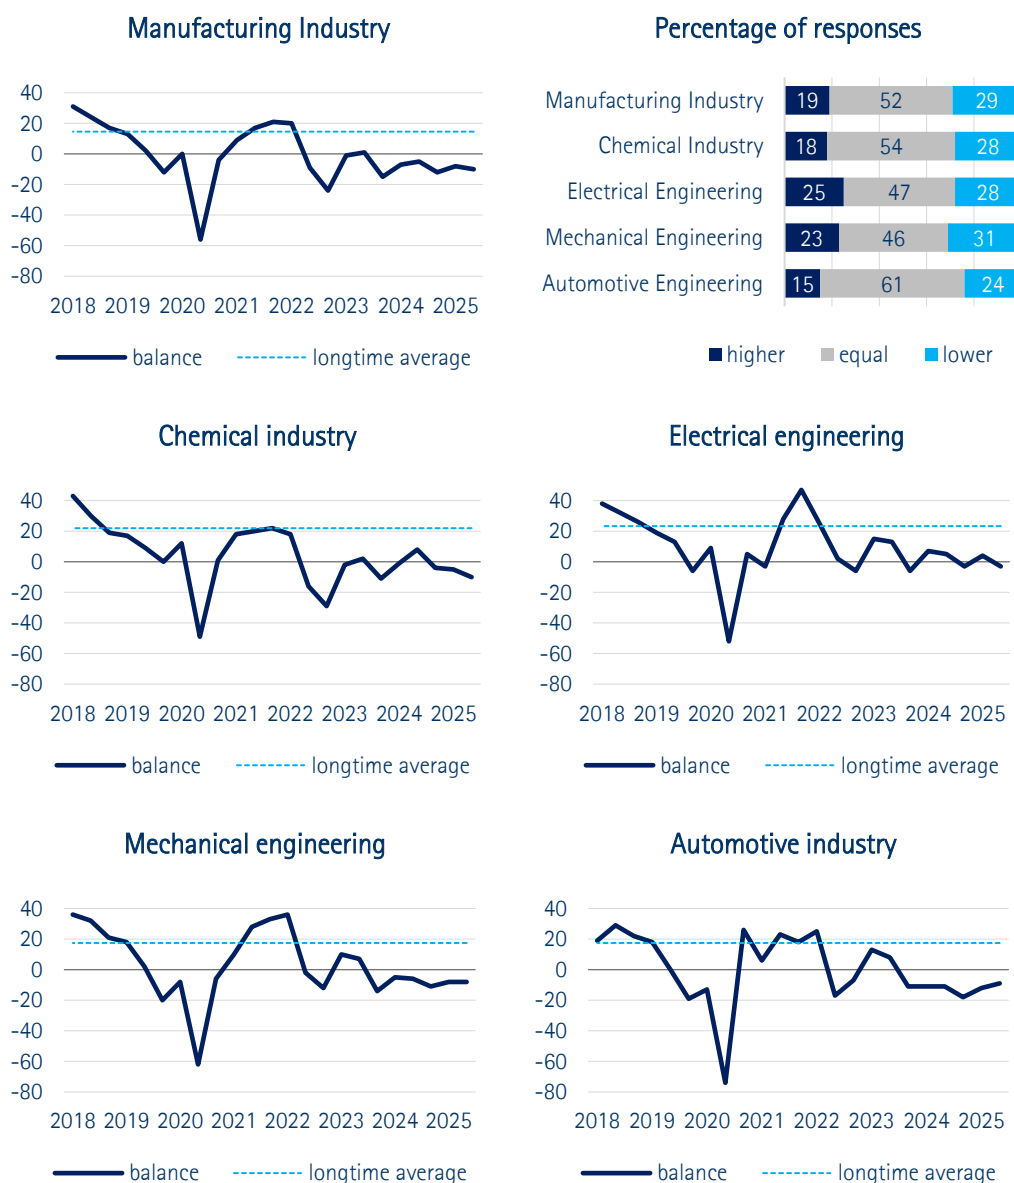 Manufacturing Industry
40
20
0
-20
-40
-60
-80
2018 2019 2020 2021 2022 2023 2024 2025
balance longtime average
Percentage of responses
Manufacturing Industry 19 52 29
Chemical Industry 18 54 28
Electrical Engineering 25 47 28
Mechanical Engineering 23 46 31
Automotive Engineering 15 61 24
higher equal lower
Chemical industry
40
20
0
-20
-40
-60
-80
2018 2019 2020 2021 2022 2023 2024 2025
balance longtime average
Electrical engineering
40
20
0
-20
-40
-60
-80
2018 2019 2020 2021 2022 2023 2024 2025
balance longtime average
Mechanical engineering
40
20
0
-20
-40
-60
-80
2018 2019 2020 2021 2022 2023 2024 2025
balance longtime average
Automotive industry
40
20
0
-20
-40
-60
-80
2018 2019 2020 2021 2022 2023 2024 2025
balance longtime average